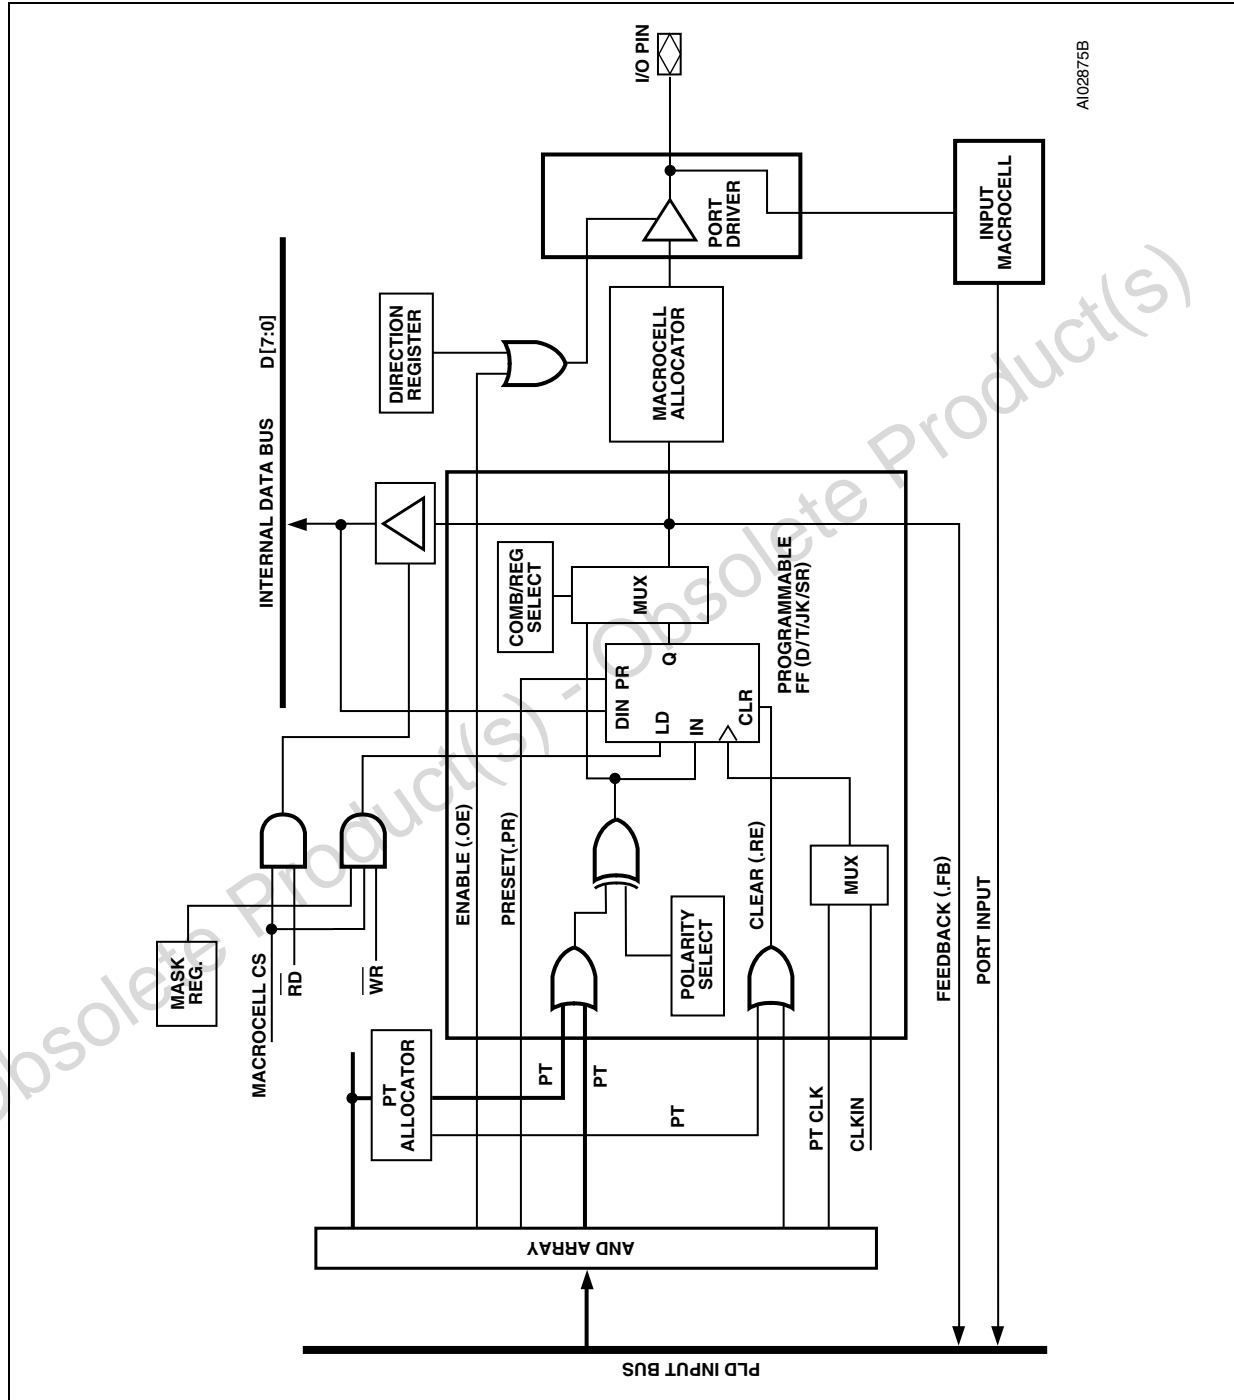 AI02875B
I/O PIN
PORT
DRIVER
INPUT
MACROCELL
INTERNAL DATA BUS D [7:0]
DIRECTION
REGISTER
MACROCELL
ALLOCATOR
COMB/REG
SELECT
MUX
PROGRAMMABLE
FF (D/T/JK/SR)
DIN PR
LD
Q
IN
CLR
MASK
REG.
MACROCELL CS
RD
WR
ENABLE (.OE)
PRESET(.PR)
POLARITY
SELECT
CLEAR (.RE)
MUX
FEEDBACK (.FB)
PORT INPUT
PT
ALLOCATOR
PT
PT
PT
PT CLK
CLKIN
AND ARRAY
PLD INPUT BUS
Obsolete Product(s) - Obsolete Product(s)